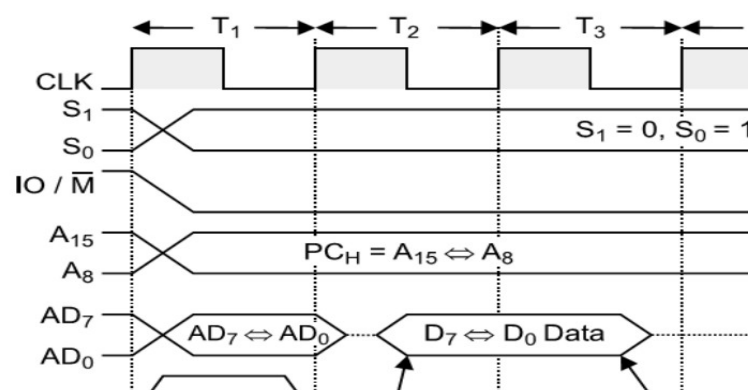 T₁ T₂ T₃
CLK
S₁
S₀
S₁ = 0, S₀ = 1
IO / M̅
A₁₅
A₈
PC_H = A₁₅ ⇔ A₈
AD₇
AD₀
AD₇ ⇔ AD₀
D₇ ⇔ D₀ Data